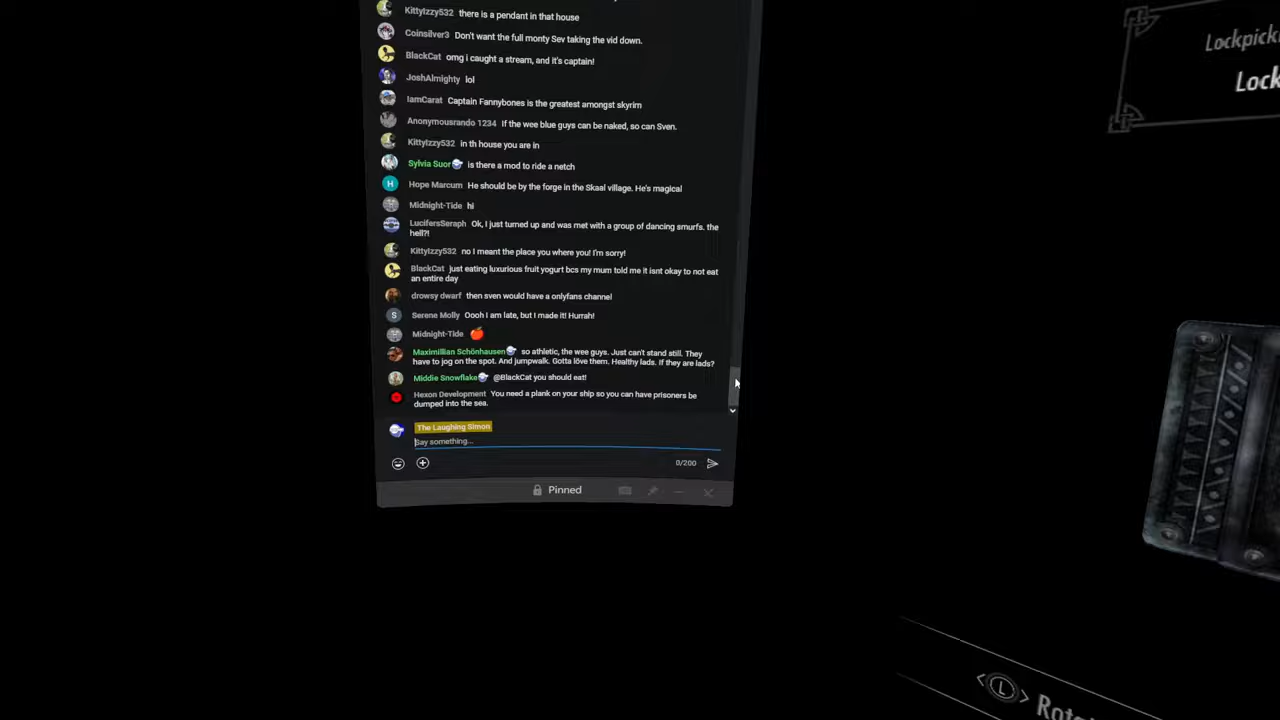 KittyIzzy532 there is a pendant in that house
Coinsilver3 Don't want the full monty Sev taking the vid down.
BlackCat omg i caught a stream, and it's captain!
JoshAlmighty lol
IamCarat Captain Fannybones is the greatest amongst skyrim
Anonymousrando 1234 If the wee blue guys can be naked, so can Sven.
KittyIzzy532 in th house you are in
Sylvia Suor is there a mod to ride a netch
H Hope Marcum He should be by the forge in the Skaal village. He's magical
Midnight-Tide hi
LucifersSeraph Ok, I just turned up and was met with a group of dancing smurfs. the
hell?!
KittyIzzy532 no I meant the place you where you! I'm sorry!
BlackCat just eating luxurious fruit yogurt bcs my mum told me it isnt okay to not eat
an entire day
drowsy dwarf then sven would have a onlyfans channel
S Serene Molly Oooh I am late, but I made it! Hurrah!
Midnight-Tide 🍎
Maximillian Schönhausen so athletic, the wee guys. Just can't stand still. They
have to jog on the spot. And jumpwalk. Gotta löve them. Healthy lads. If they are lads?
Middie Snowflake @BlackCat you should eat!
Hexon Development You need a plank on your ship so you can have prisoners be
dumped into the sea.
The Laughing Simon
Say something...
0/200
Pinned
Lockpick
Lock
L Rota